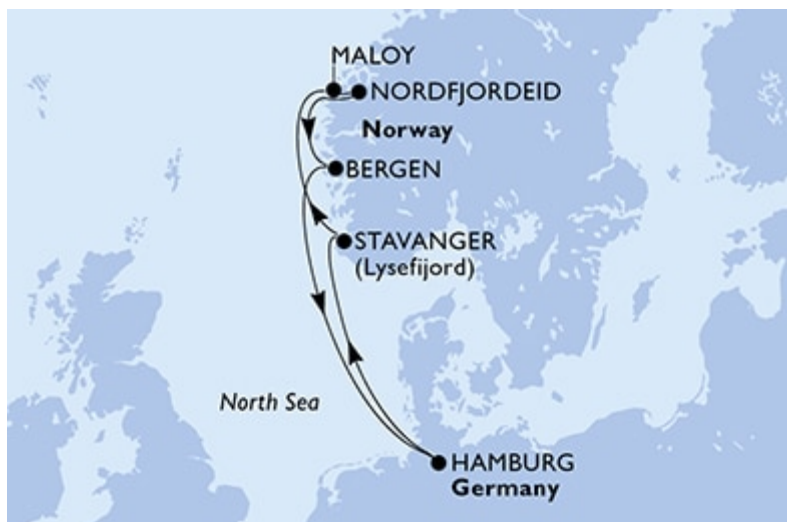 MALOY
NORDFJORDEID
Norway
BERGEN
STAVANGER
(Lysefijord)
North Sea
HAMBURG
Germany